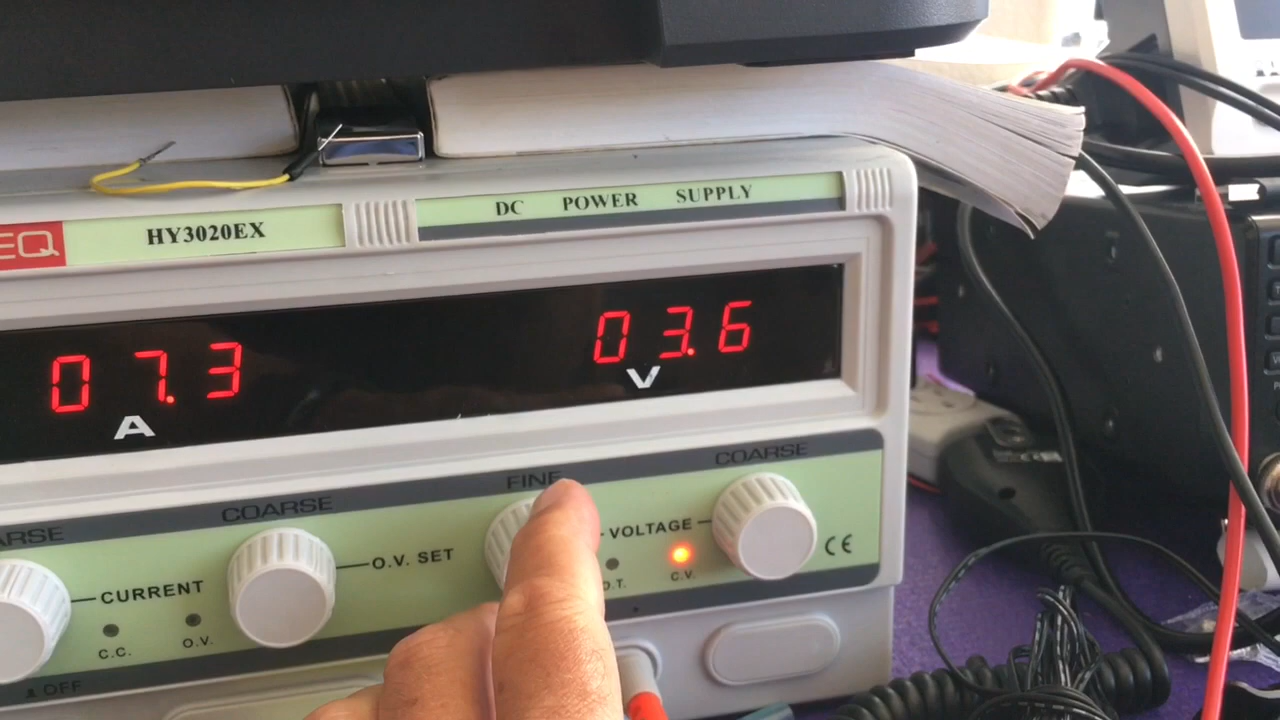 EQ HY3020EX DC POWER SUPPLY
07.3 03.6
A V
ARSE COARSE FINE COARSE
CURRENT O.V. SET VOLTAGE CE
C.C. O.V. O.T. C.V.
OFF